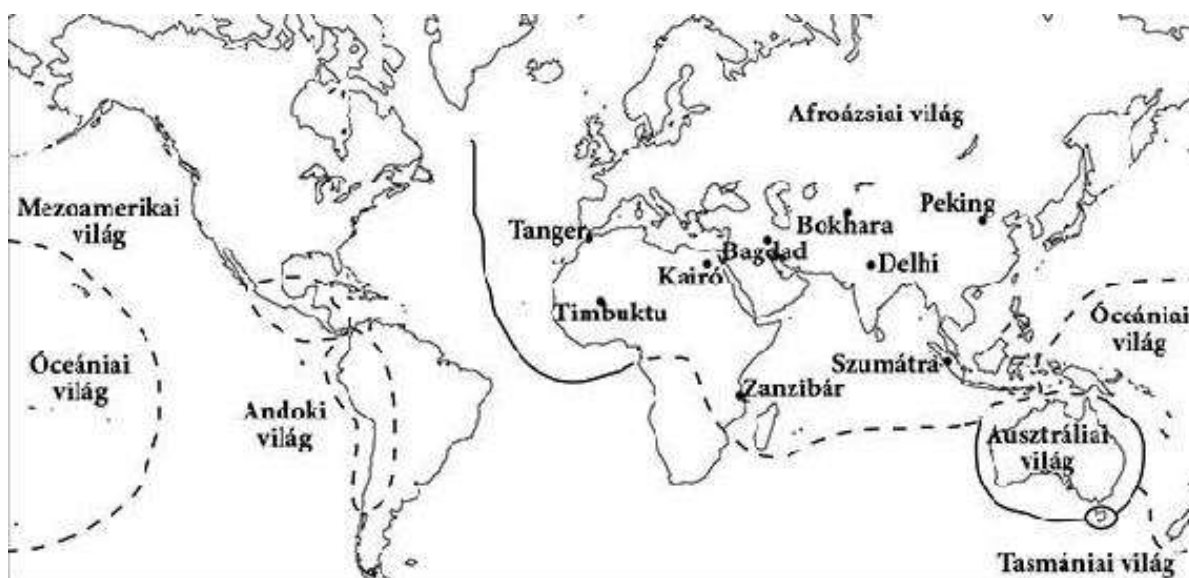 Afroázsiai világ
Mezoamerikai
világ
Tanger
Bokhara
Peking
Bagdad
Kairó
Delhi
Timbuktu
Óceániai
világ
Óceániai
világ
Szumátra
Zanzibár
Andoki
világ
Ausztráliai
világ
Tasmániai világ